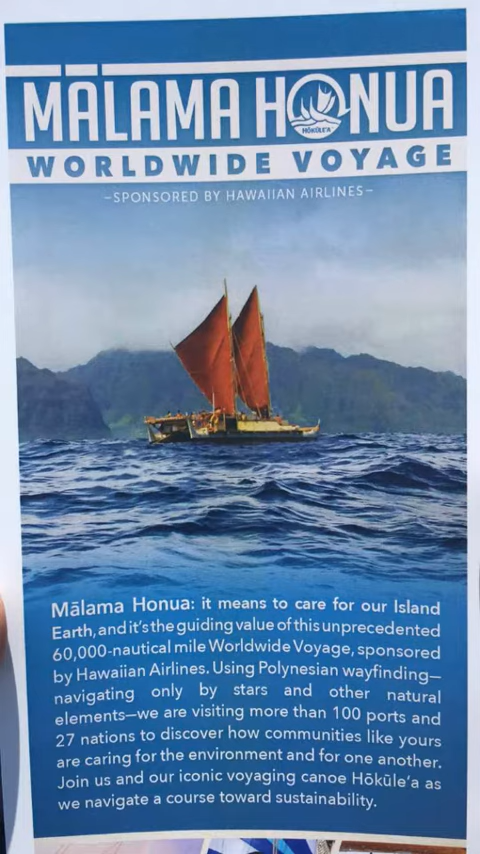 MĀLAMA HONUA
HŌKŪLE'A
WORLDWIDE VOYAGE
–SPONSORED BY HAWAIIAN AIRLINES–
Mālama Honua: it means to care for our Island
Earth, and it's the guiding value of this unprecedented
60,000-nautical mile Worldwide Voyage, sponsored
by Hawaiian Airlines. Using Polynesian wayfinding—
navigating only by stars and other natural
elements—we are visiting more than 100 ports and
27 nations to discover how communities like yours
are caring for the environment and for one another.
Join us and our iconic voyaging canoe Hōkūle'a as
we navigate a course toward sustainability.